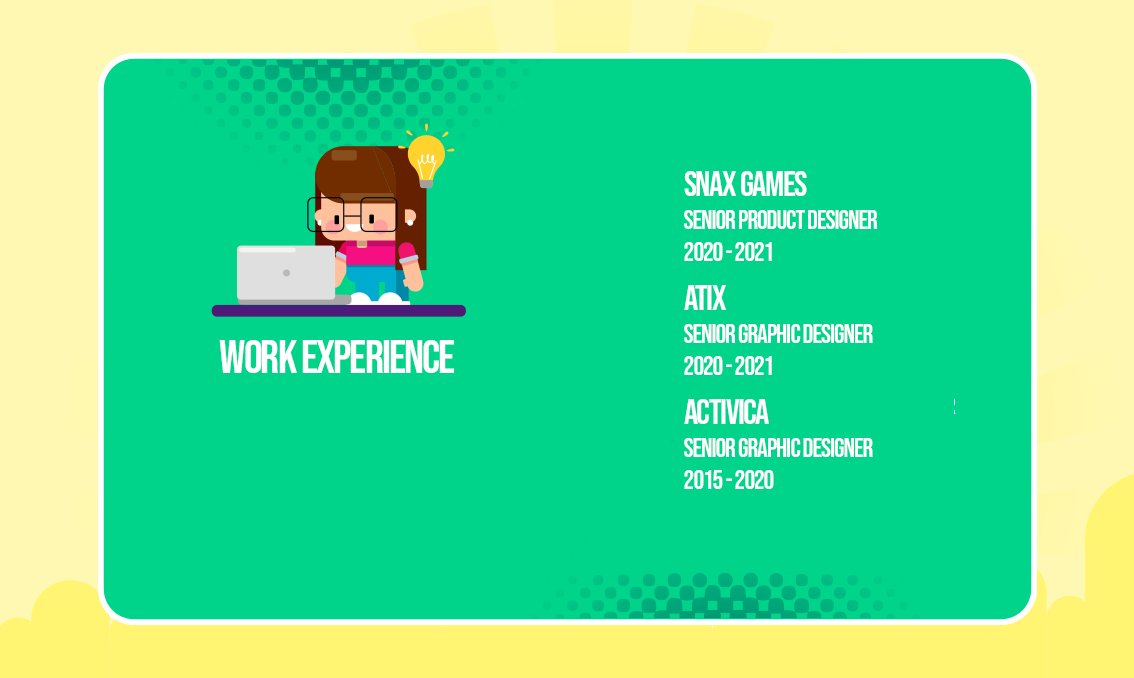 WORK EXPERIENCE
SNAX GAMES
SENIOR PRODUCT DESIGNER
2020 - 2021
ATIX
SENIOR GRAPHIC DESIGNER
2020 - 2021
ACTIVICA
SENIOR GRAPHIC DESIGNER
2015 - 2020